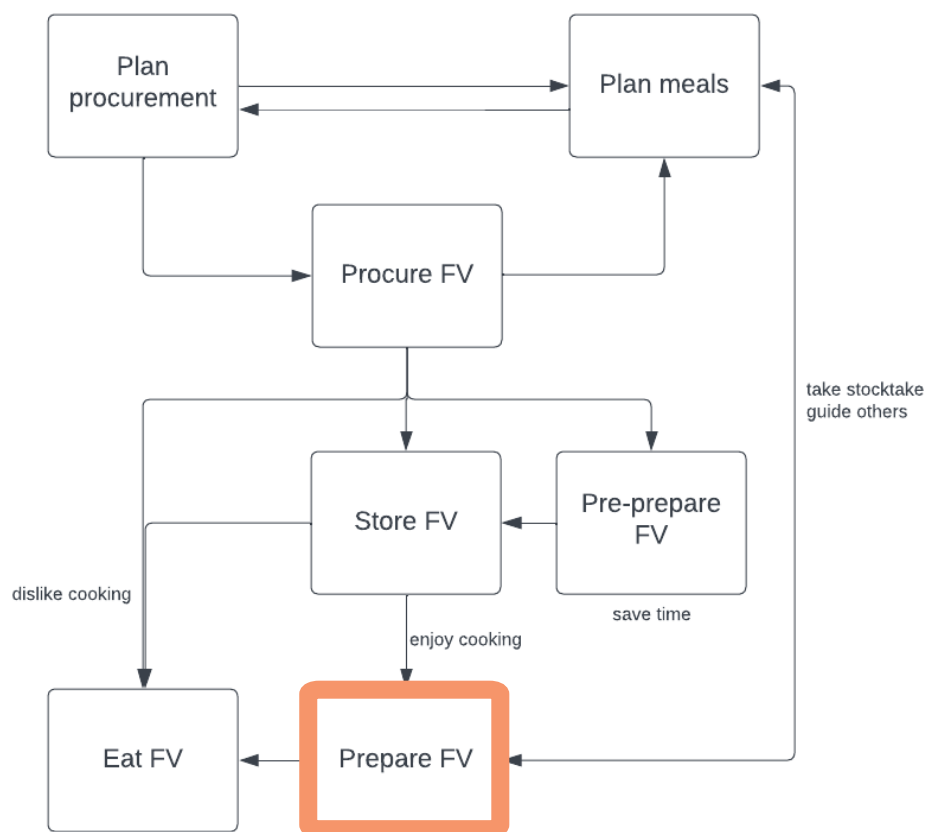 Plan
procurement
Plan meals
Procure FV
take stocktake
guide others
Store FV
Pre-prepare
FV
dislike cooking
save time
enjoy cooking
Eat FV
Prepare FV